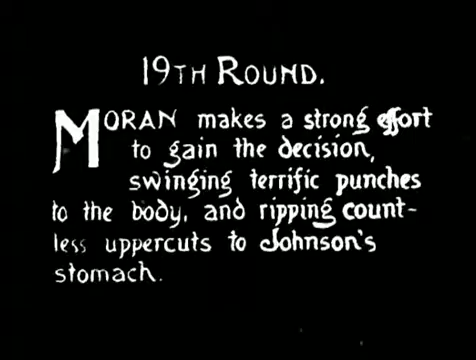 19TH ROUND.
MORAN makes a strong effort
to gain the decision,
swinging terrific punches
to the body, and ripping count-
less uppercuts to Johnson's
stomach.